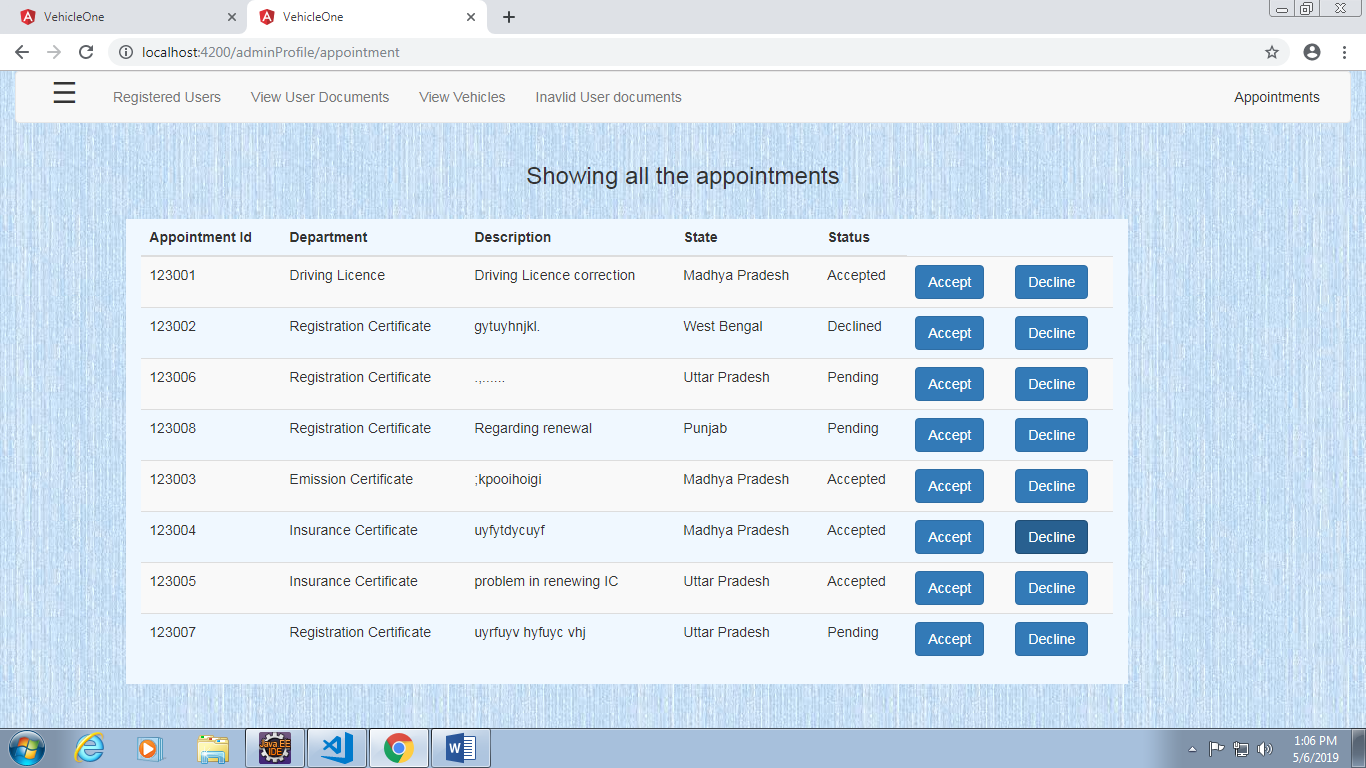 VehicleOne
VehicleOne
localhost:4200/adminProfile/appointment
Registered Users View User Documents View Vehicles Inavlid User documents Appointments
Showing all the appointments
Appointment Id Department Description State Status
123001 Driving Licence Driving Licence correction Madhya Pradesh Accepted Accept Decline
123002 Registration Certificate gytuyhnjkl. West Bengal Declined Accept Decline
123006 Registration Certificate .,...... Uttar Pradesh Pending Accept Decline
123008 Registration Certificate Regarding renewal Punjab Pending Accept Decline
123003 Emission Certificate ;kpooihoigi Madhya Pradesh Accepted Accept Decline
123004 Insurance Certificate uyfytdycuyf Madhya Pradesh Accepted Accept Decline
123005 Insurance Certificate problem in renewing IC Uttar Pradesh Accepted Accept Decline
123007 Registration Certificate uyrfuyv hyfuyc vhj Uttar Pradesh Pending Accept Decline
Java EE
IDE
1:06 PM
5/6/2019